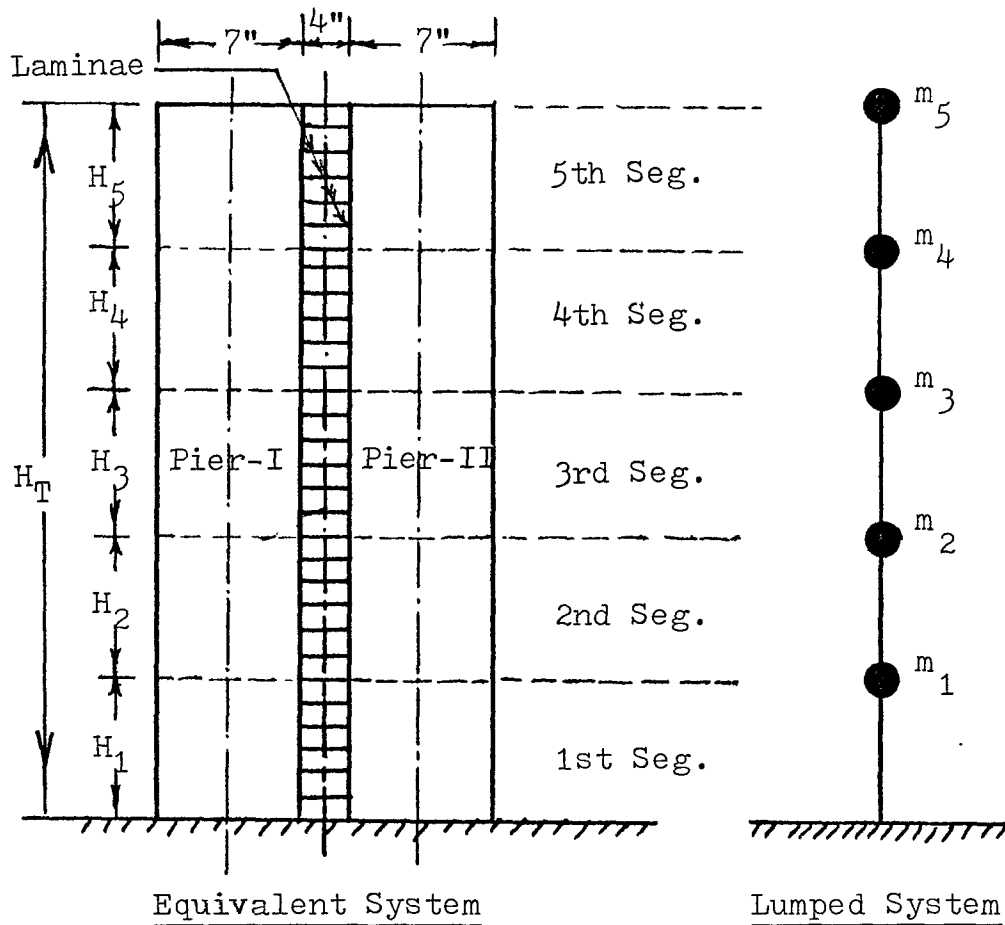 4"
7" 7"
Laminae
H5
H4
H3
H2
H1
HT
Pier-I
Pier-II
5th Seg.
4th Seg.
3rd Seg.
2nd Seg.
1st Seg.
m5
m4
m3
m2
m1
Equivalent System
Lumped System